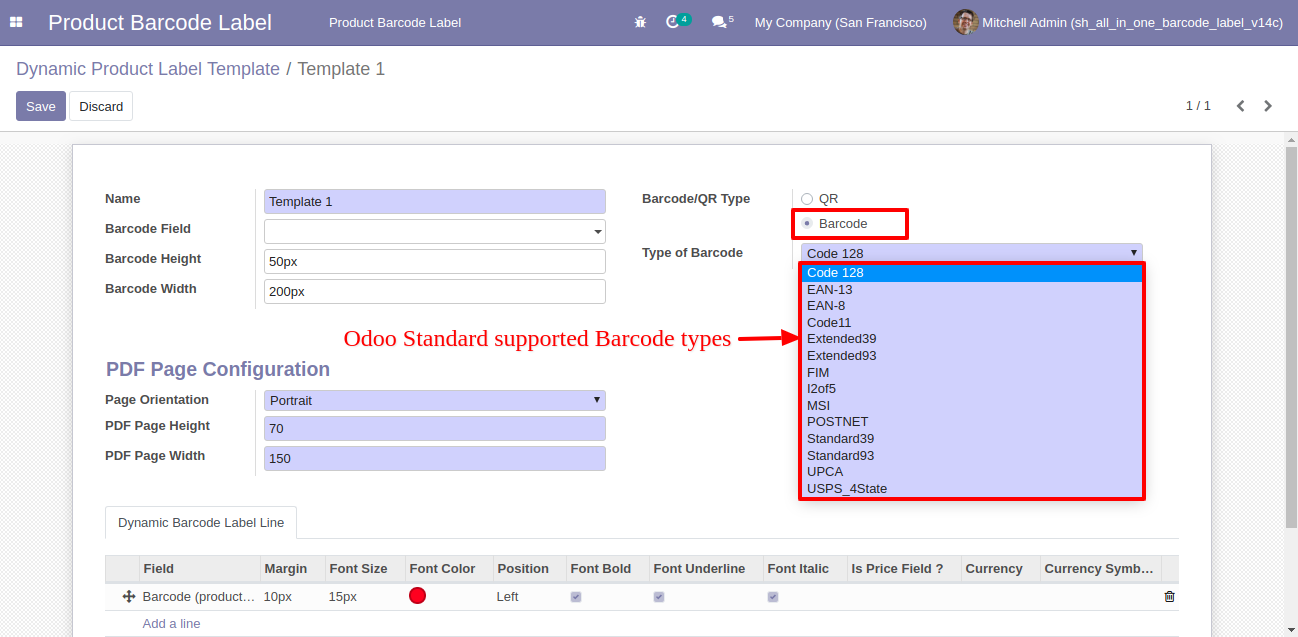 Product Barcode Label
Product Barcode Label
4
5
My Company (San Francisco)
Mitchell Admin (sh_all_in_one_barcode_label_v14c)
Dynamic Product Label Template / Template 1
Save
Discard
1 / 1
Name
Template 1
Barcode/QR Type
QR
Barcode Field
Barcode
Barcode Height
50px
Type of Barcode
Code 128
Barcode Width
200px
Code 128
EAN-13
EAN-8
Code11
Extended39
Extended93
FIM
I2of5
MSI
POSTNET
Standard39
Standard93
UPCA
USPS_4State
Odoo Standard supported Barcode types
PDF Page Configuration
Page Orientation
Portrait
PDF Page Height
70
PDF Page Width
150
Dynamic Barcode Label Line
Field Margin Font Size Font Color Position Font Bold Font Underline Font Italic Is Price Field ? Currency Currency Symb…
Barcode (product… 10px 15px Left
Add a line